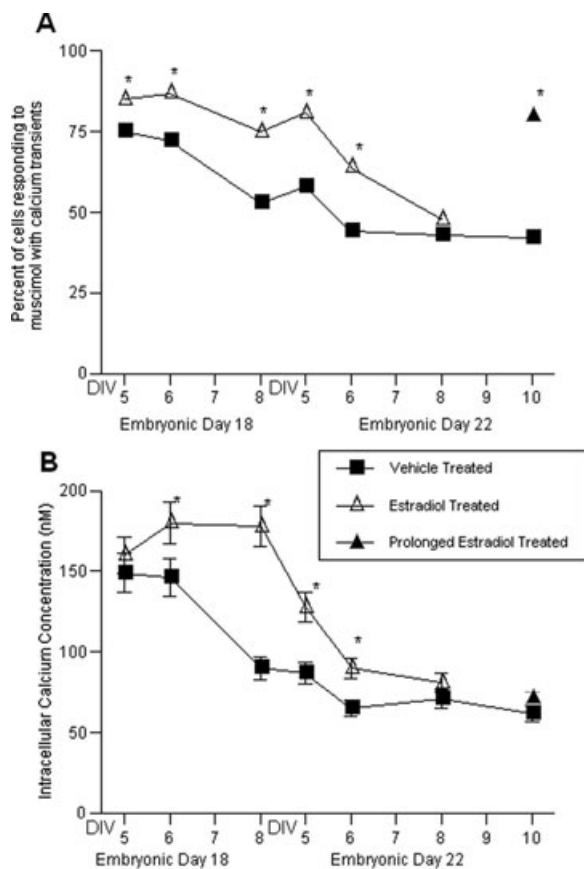 A
Percent of cells responding to
muscimol with calcium transients
100
75
50
25
0
* * * * * *
DIV 5 6 7 8 DIV 5 6 7 8 9 10
Embryonic Day 18 Embryonic Day 22
B
Vehicle Treated
Estradiol Treated
Prolonged Estradiol Treated
Intracellular Calcium Concentration (nM)
200
150
100
50
0
* * * *
DIV 5 6 7 8 DIV 5 6 7 8 9 10
Embryonic Day 18 Embryonic Day 22